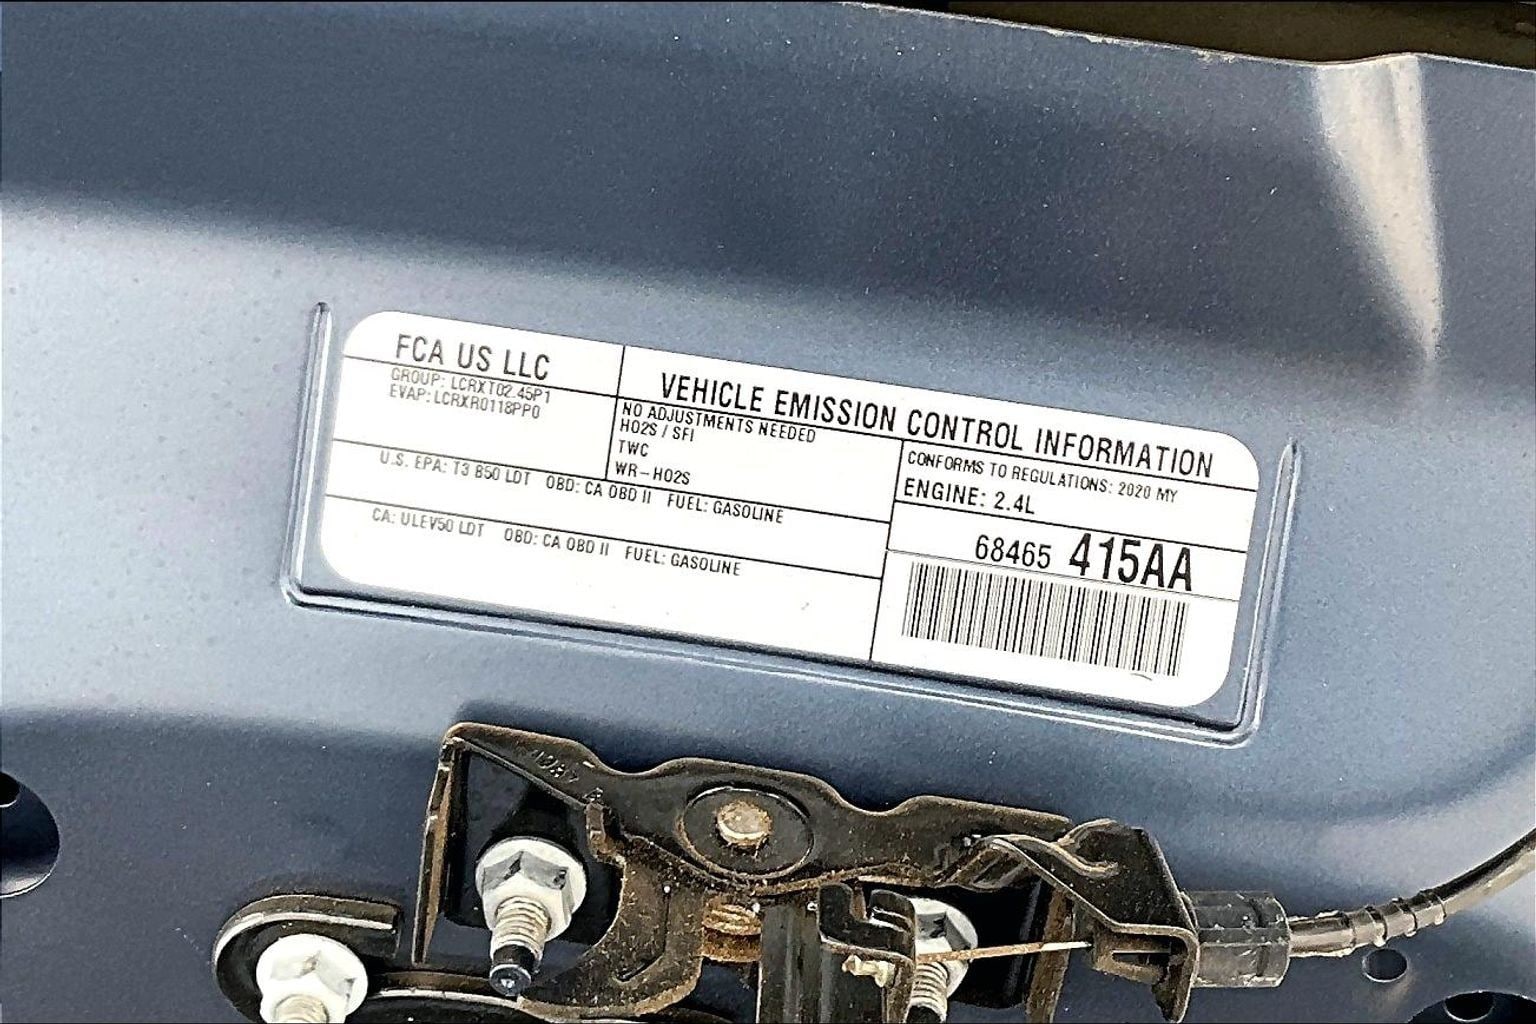 FCA US LLC
GROUP: LCRXT02.45P1
EVAP: LCRXR0118PP0
VEHICLE EMISSION CONTROL INFORMATION
NO ADJUSTMENTS NEEDED
HO2S / SFI
TWC
WR-HO2S
CONFORMS TO REGULATIONS: 2020 MY
ENGINE: 2.4L
U.S. EPA: T3 B50 LDT OBD: CA OBD II FUEL: GASOLINE
CA: ULEV50 LDT OBD: CA OBD II FUEL: GASOLINE
68465 415AA